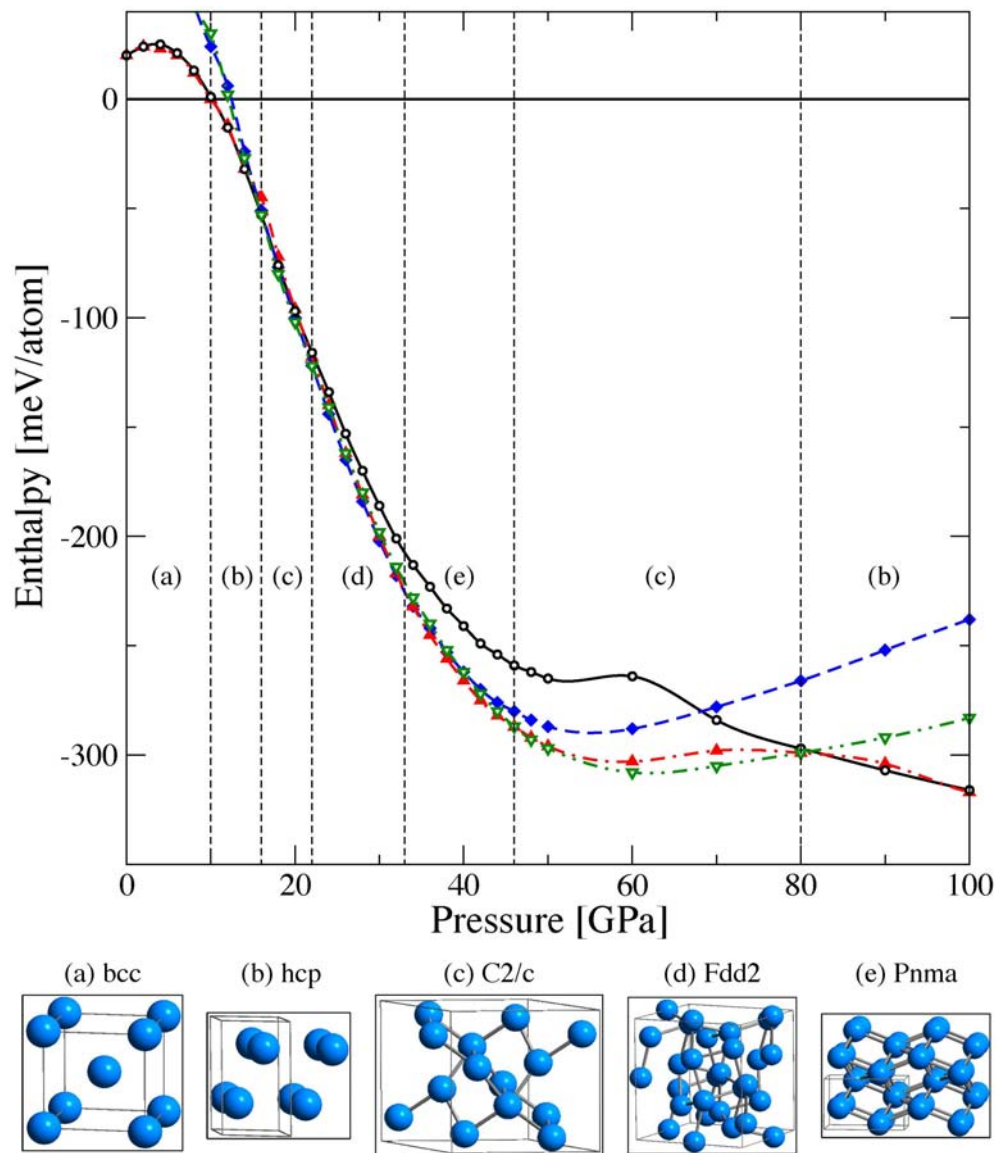 0
-100
-200
-300
Enthalpy [meV/atom]
(a) (b) (c) (d) (e) (c) (b)
0 20 40 60 80 100
Pressure [GPa]
(a) bcc (b) hcp (c) C2/c (d) Fdd2 (e) Pnma